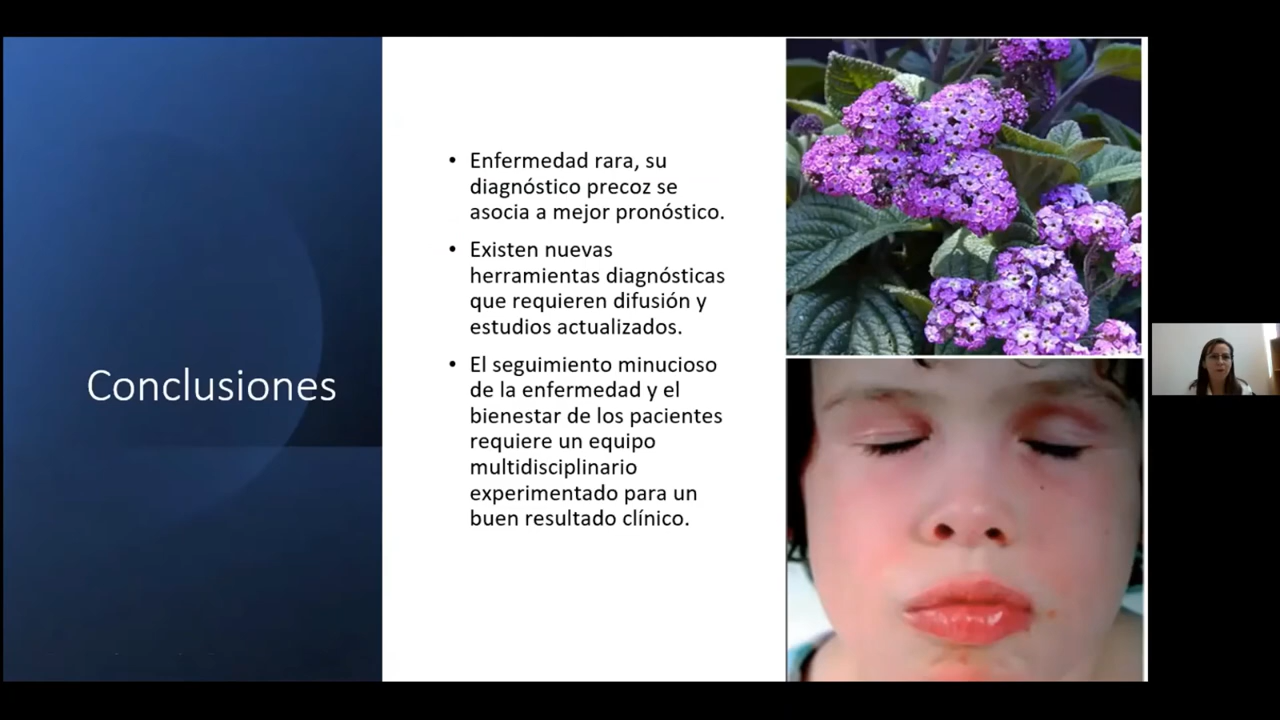 Conclusiones
• Enfermedad rara, su
diagnóstico precoz se
asocia a mejor pronóstico.
• Existen nuevas
herramientas diagnósticas
que requieren difusión y
estudios actualizados.
• El seguimiento minucioso
de la enfermedad y el
bienestar de los pacientes
requiere un equipo
multidisciplinario
experimentado para un
buen resultado clínico.